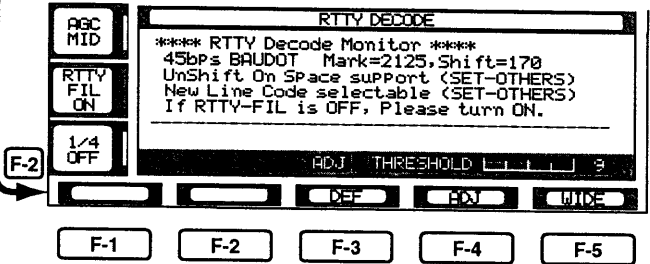 AGC
MID
RTTY
FIL
ON
1/4
OFF
F-2
RTTY DECODE
**** RTTY Decode Monitor ****
45bps BAUDOT Mark=2125,Shift=170
UnShift On Space support (SET-OTHERS)
New Line Code selectable (SET-OTHERS)
If RTTY-FIL is OFF, Please turn ON.
ADJ THRESHOLD 9
DEF ADJ WIDE
F-1 F-2 F-3 F-4 F-5